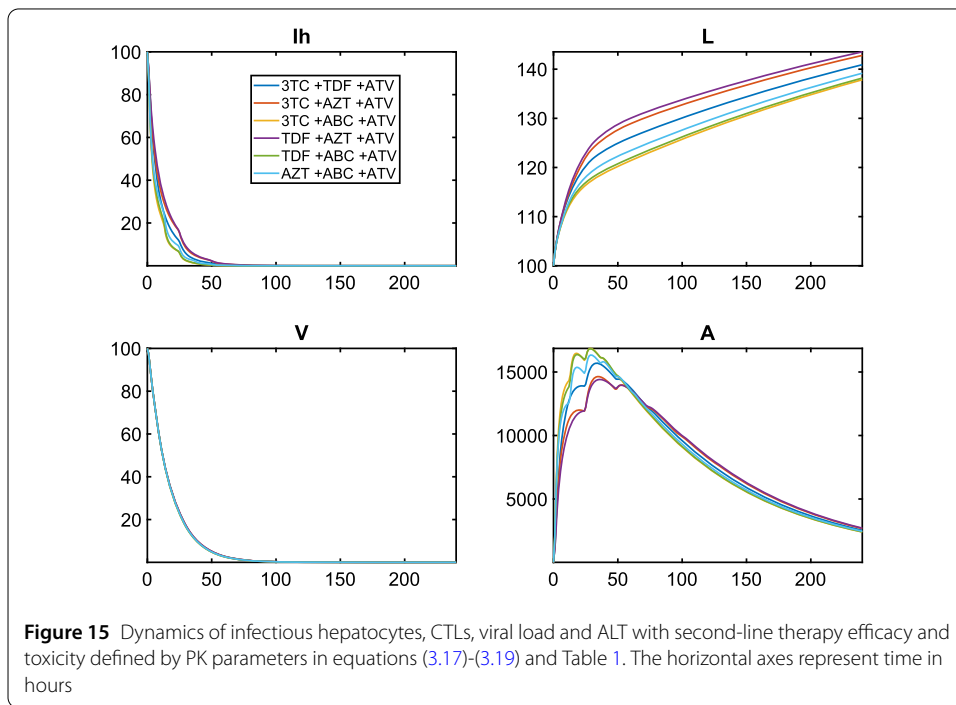 Ih
100
80
60
40
20
0 50 100 150 200
3TC +TDF +ATV
3TC +AZT +ATV
3TC +ABC +ATV
TDF +AZT +ATV
TDF +ABC +ATV
AZT +ABC +ATV
L
140
130
120
110
100
0 50 100 150 200
V
100
80
60
40
20
0 50 100 150 200
A
15000
10000
5000
0 50 100 150 200
Figure 15 Dynamics of infectious hepatocytes, CTLs, viral load and ALT with second-line therapy efficacy and
toxicity defined by PK parameters in equations (3.17)-(3.19) and Table 1. The horizontal axes represent time in
hours